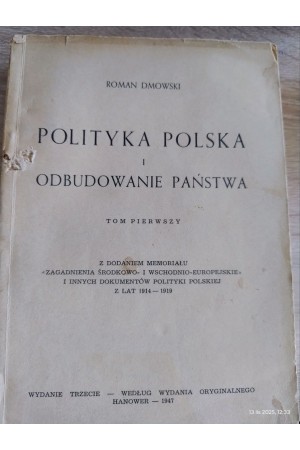 ROMAN DMOWSKI
POLITYKA POLSKA
I
ODBUDOWANIE PAŃSTWA
TOM PIERWSZY
Z DODANIEM MEMORIAŁU
«ZAGADNIENIA ŚRODKOWO- I WSCHODNIO-EUROPEJSKIE»
I INNYCH DOKUMENTÓW POLITYKI POLSKIEJ
Z LAT 1914 — 1919
WYDANIE TRZECIE — WEDŁUG WYDANIA ORYGINALNEGO
HANOWER — 1947